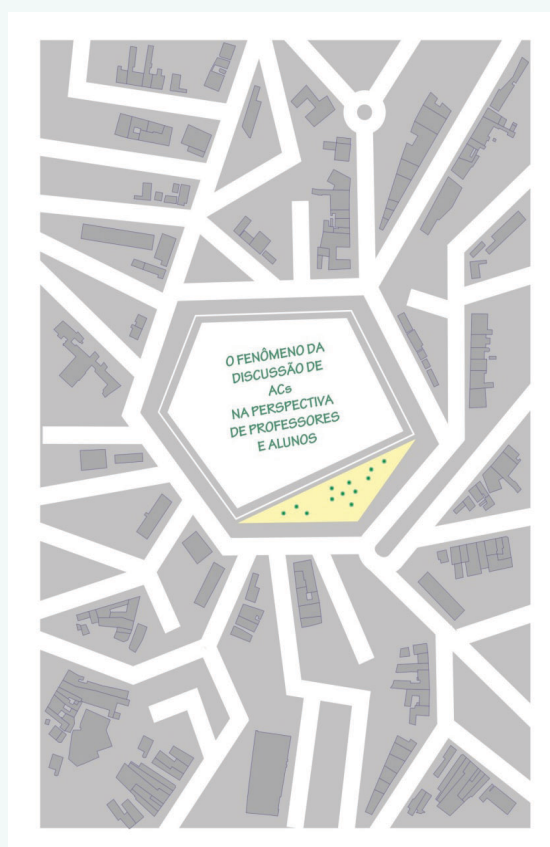 O FENÔMENO DA
DISCUSSÃO DE
ACs
NA PERSPECTIVA
DE PROFESSORES
E ALUNOS